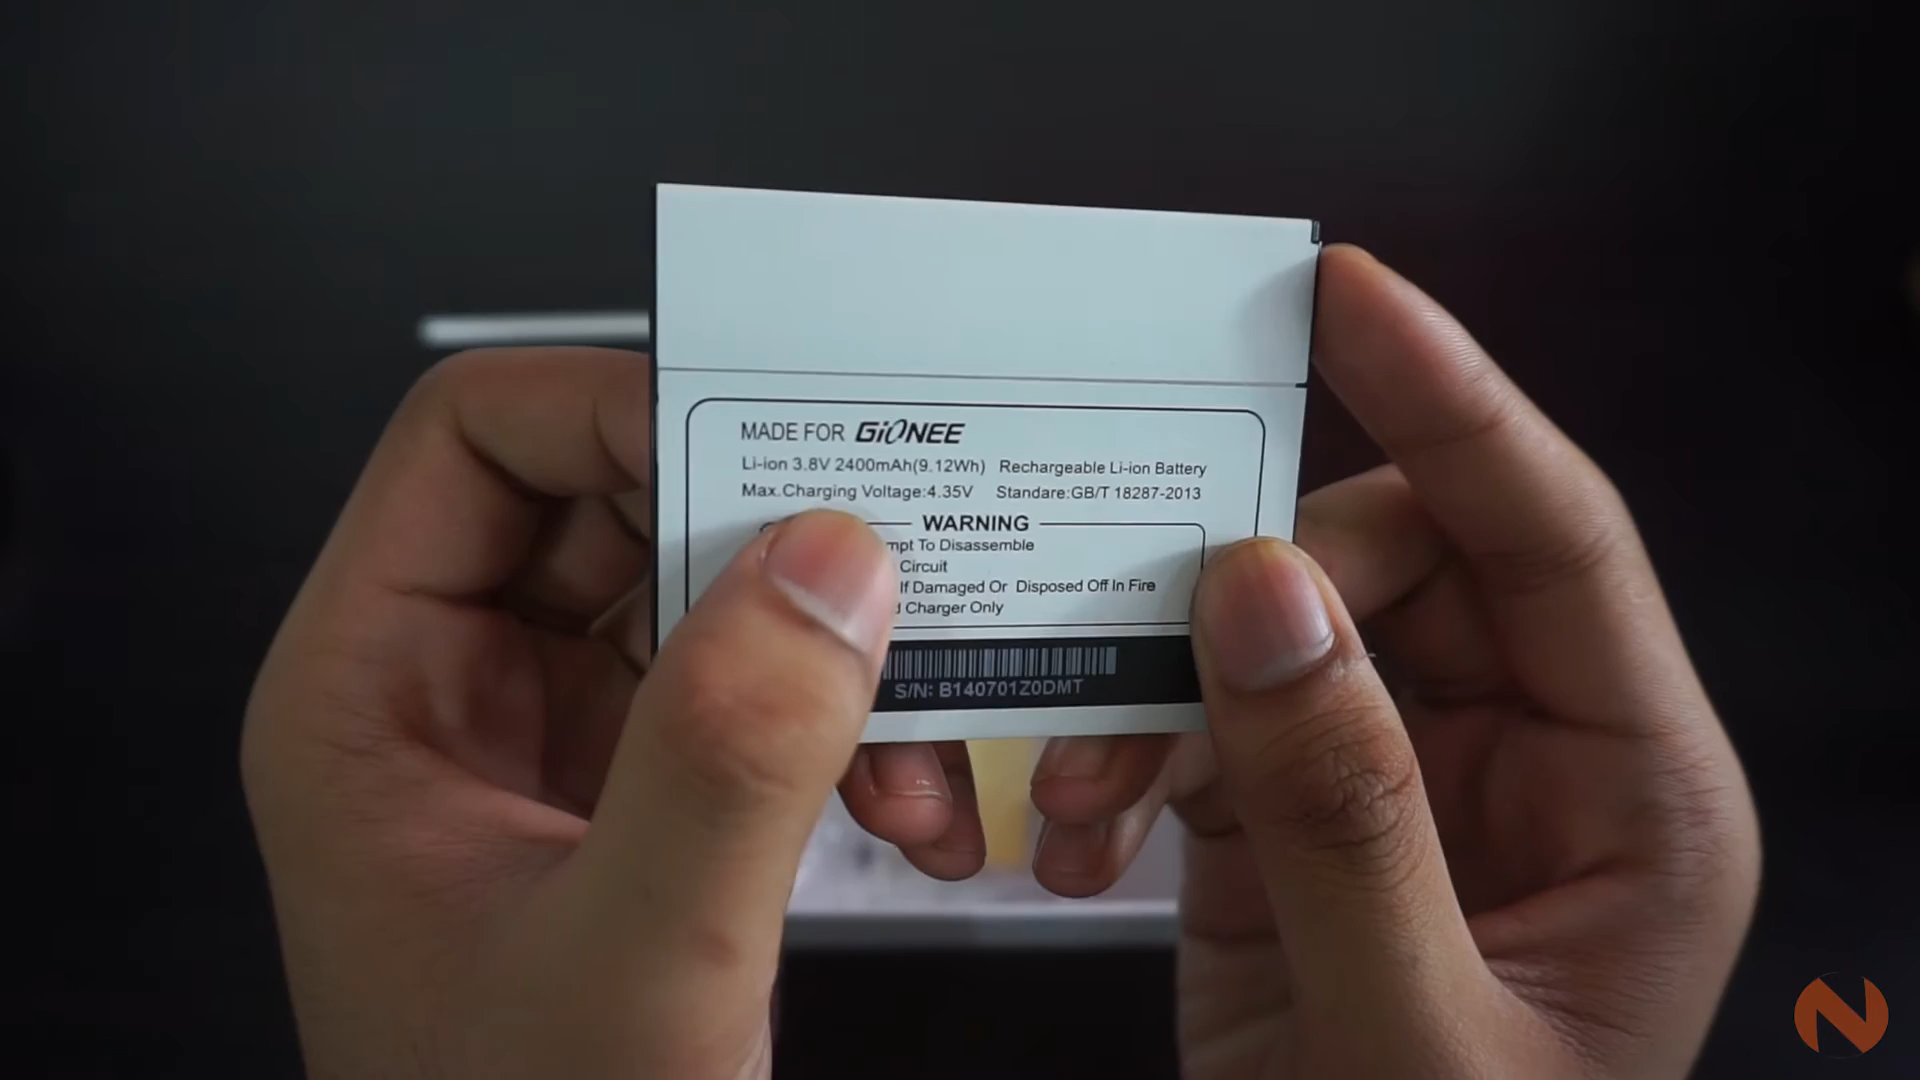 MADE FOR GiONEE
Li-ion 3.8V 2400mAh(9.12Wh) Rechargeable Li-ion Battery
Max.Charging Voltage:4.35V Standare:GB/T 18287-2013
WARNING
To Disassemble
Circuit
If Damaged Or Disposed Off In Fire
Charger Only
S/N: B140701Z0DMT
N